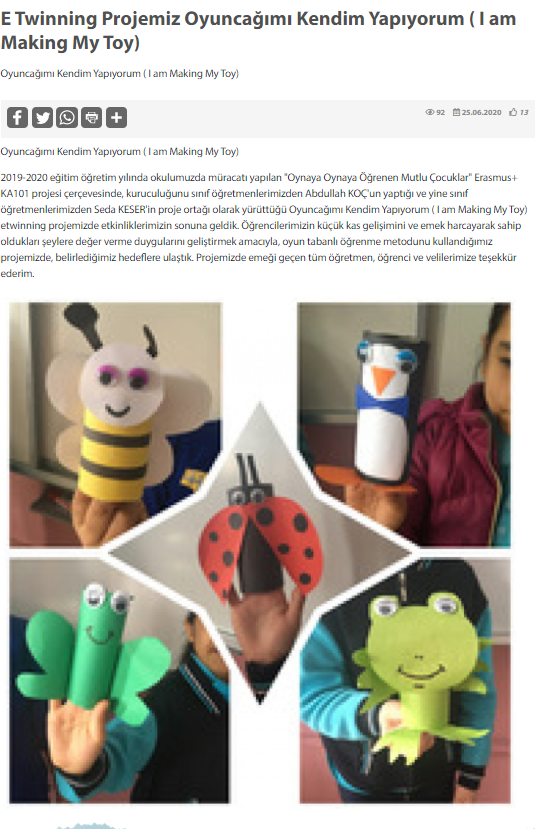 E Twinning Projemiz Oyuncağımı Kendim Yapıyorum ( I am
Making My Toy)
Oyuncağımı Kendim Yapıyorum ( I am Making My Toy)
92 25.06.2020 13
Oyuncağımı Kendim Yapıyorum ( I am Making My Toy)
2019-2020 eğitim öğretim yılında okulumuzda müracatı yapılan "Oynaya Oynaya Öğrenen Mutlu Çocuklar" Erasmus+
KA101 projesi çerçevesinde, kuruculuğunu sınıf öğretmenlerimizden Abdullah KOÇ'un yaptığı ve yine sınıf
öğretmenlerimizden Seda KESER'in proje ortağı olarak yürüttüğü Oyuncağımı Kendim Yapıyorum ( I am Making My Toy)
etwinning projemizde etkinliklerimizin sonuna geldik. Öğrencilerimizin küçük kas gelişimini ve emek harcayarak sahip
oldukları şeylere değer verme duygularını geliştirmek amacıyla, oyun tabanlı öğrenme metodunu kullandığımız
projemizde, belirlediğimiz hedeflere ulaştık. Projemizde emeği geçen tüm öğretmen, öğrenci ve velilerimize teşekkür
ederim.